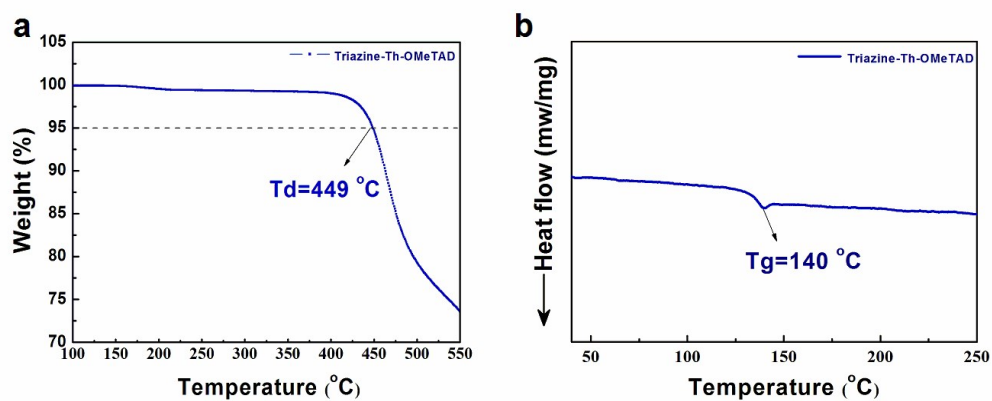 a
Triazine-Th-OMeTAD
Weight (%)
105
100
95
90
85
80
75
70
Td=449 °C
100 150 200 250 300 350 400 450 500 550
Temperature (°C)
b
Triazine-Th-OMeTAD
Heat flow (mw/mg)
Tg=140 °C
50 100 150 200 250
Temperature (°C)